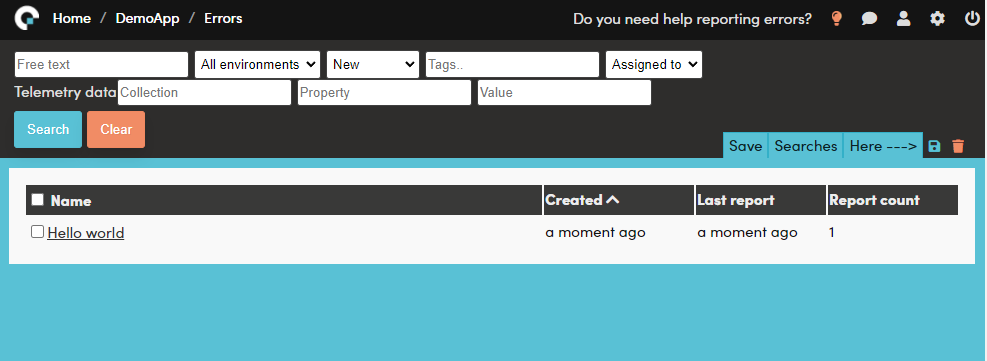 Home / DemoApp / Errors Do you need help reporting errors?
Free text All environments New Tags.. Assigned to
Telemetry data Collection Property Value
Search Clear
Save Searches Here --->
Name Created Last report Report count
Hello world a moment ago a moment ago 1